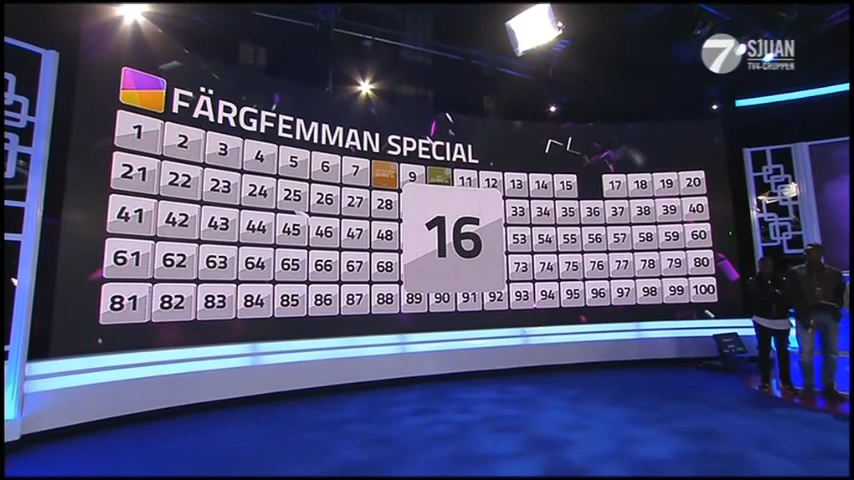 7 SJUAN
TV4-GRUPPEN
FÄRGFEMMAN SPECIAL
1 2 3 4 5 6 7 9 11 12 13 14 15 17 18 19 20
21 22 23 24 25 26 27 28 33 34 35 36 37 38 39 40
41 42 43 44 45 46 47 48 16 53 54 55 56 57 58 59 60
61 62 63 64 65 66 67 68 73 74 75 76 77 78 79 80
81 82 83 84 85 86 87 88 89 90 91 92 93 94 95 96 97 98 99 100